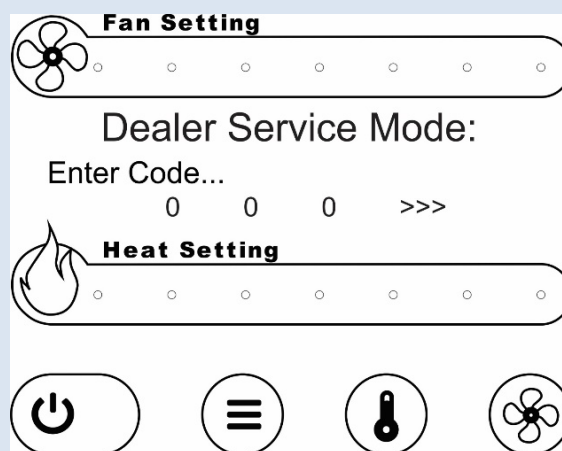 Fan Setting
Dealer Service Mode:
Enter Code...
0 0 0 >>>
Heat Setting